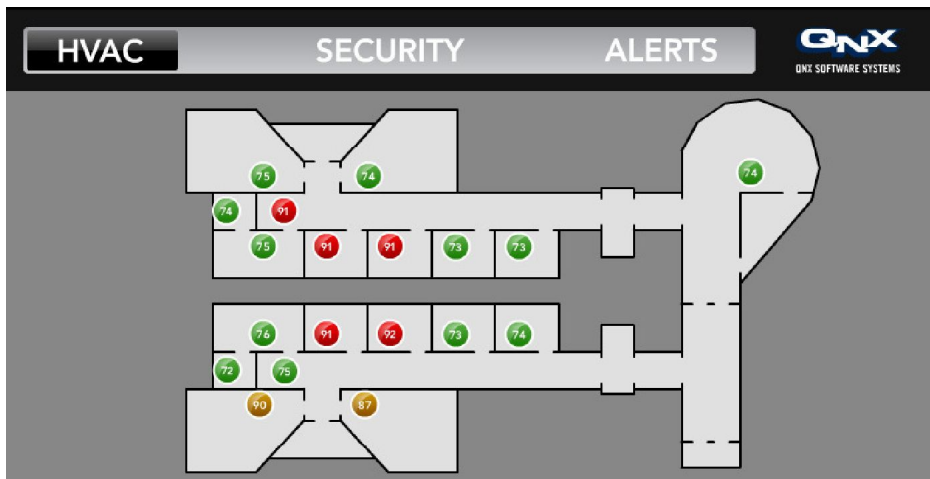 HVAC SECURITY ALERTS QNX
QNX SOFTWARE SYSTEMS
75 74 74
74 91
75 91 91 73 73
76 91 92 73 74
72 75
90 87